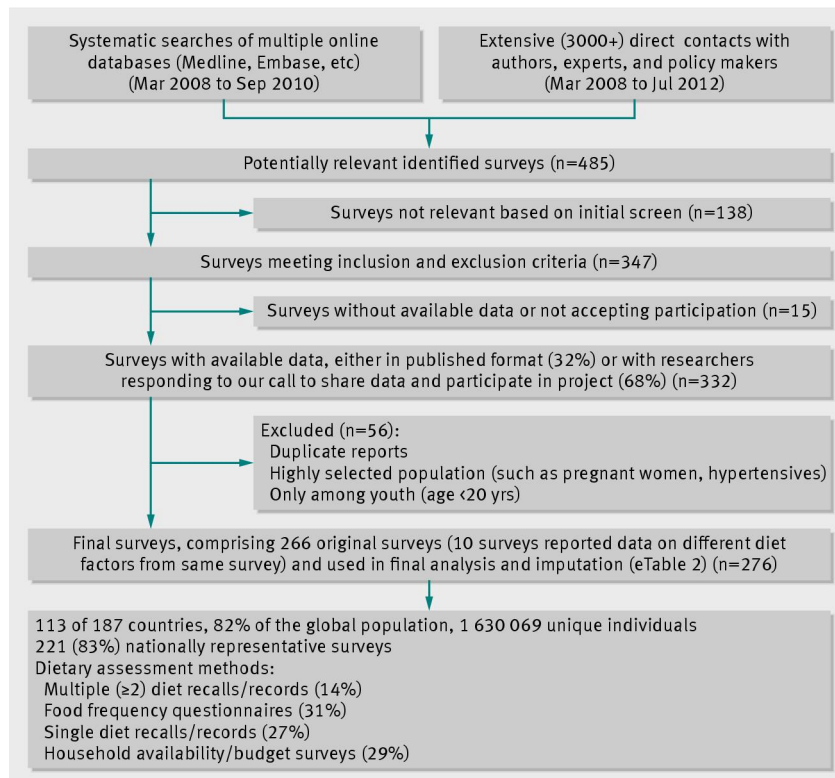 Systematic searches of multiple online
databases (Medline, Embase, etc)
(Mar 2008 to Sep 2010)
Extensive (3000+) direct contacts with
authors, experts, and policy makers
(Mar 2008 to Jul 2012)
Potentially relevant identified surveys (n=485)
Surveys not relevant based on initial screen (n=138)
Surveys meeting inclusion and exclusion criteria (n=347)
Surveys without available data or not accepting participation (n=15)
Surveys with available data, either in published format (32%) or with researchers
responding to our call to share data and participate in project (68%) (n=332)
Excluded (n=56):
Duplicate reports
Highly selected population (such as pregnant women, hypertensives)
Only among youth (age <20 yrs)
Final surveys, comprising 266 original surveys (10 surveys reported data on different diet
factors from same survey) and used in final analysis and imputation (eTable 2) (n=276)
113 of 187 countries, 82% of the global population, 1 630 069 unique individuals
221 (83%) nationally representative surveys
Dietary assessment methods:
Multiple (≥2) diet recalls/records (14%)
Food frequency questionnaires (31%)
Single diet recalls/records (27%)
Household availability/budget surveys (29%)